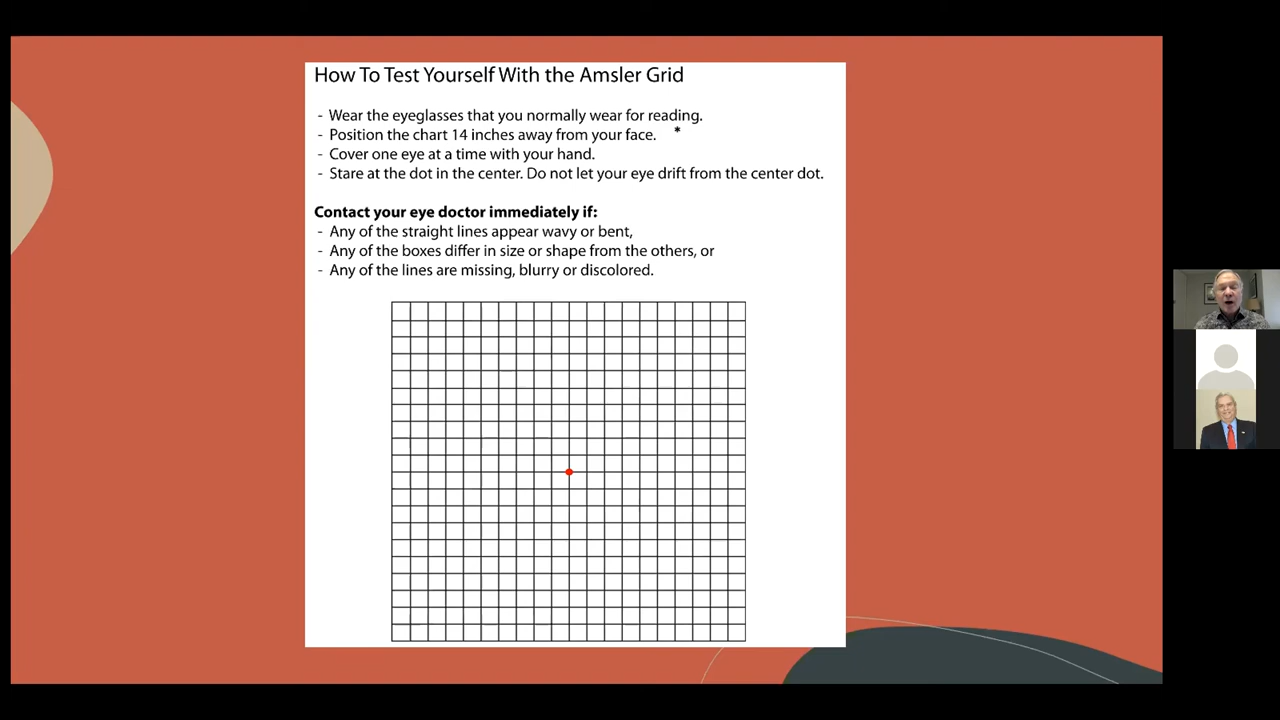 How To Test Yourself With the Amsler Grid
- Wear the eyeglasses that you normally wear for reading.
- Position the chart 14 inches away from your face. *
- Cover one eye at a time with your hand.
- Stare at the dot in the center. Do not let your eye drift from the center dot.
Contact your eye doctor immediately if:
- Any of the straight lines appear wavy or bent,
- Any of the boxes differ in size or shape from the others, or
- Any of the lines are missing, blurry or discolored.